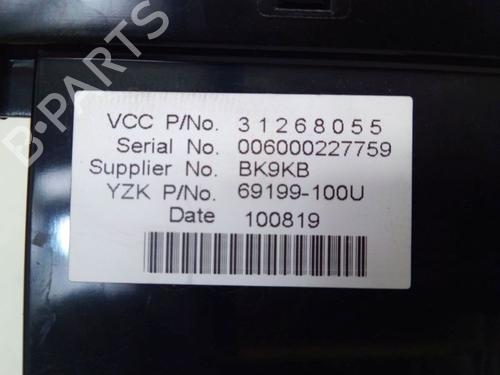 B-PARTS
VCC P/No. 31268055
Serial No. 006000227759
Supplier No. BK9KB
YZK P/No. 69199-100U
Date 100819